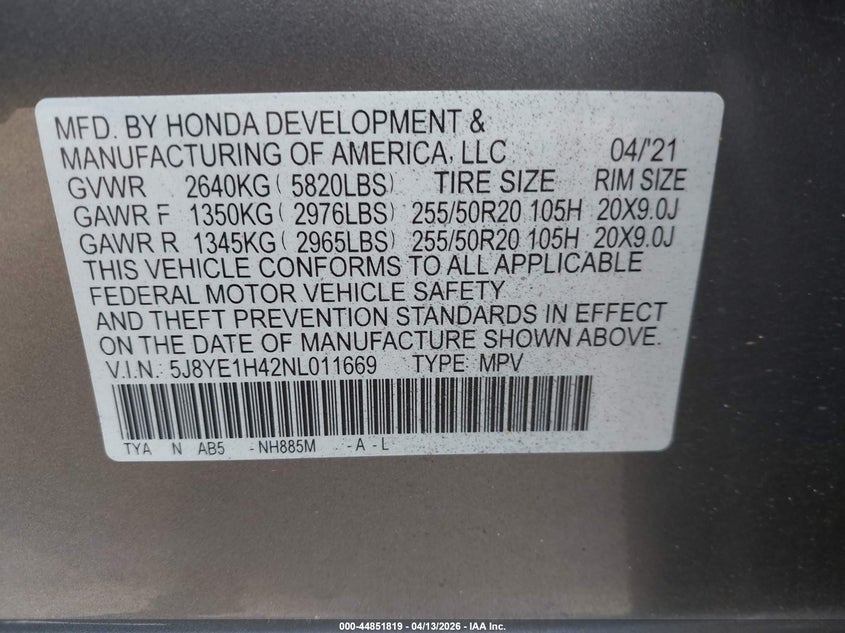 MFD. BY HONDA DEVELOPMENT &
MANUFACTURING OF AMERICA, LLC 04/'21
GVWR 2640KG ( 5820LBS) TIRE SIZE RIM SIZE
GAWR F 1350KG ( 2976LBS) 255/50R20 105H 20X9.0J
GAWR R 1345KG ( 2965LBS) 255/50R20 105H 20X9.0J
THIS VEHICLE CONFORMS TO ALL APPLICABLE
FEDERAL MOTOR VEHICLE SAFETY
AND THEFT PREVENTION STANDARDS IN EFFECT
ON THE DATE OF MANUFACTURE SHOWN ABOVE.
V.I.N.: 5J8YE1H42NL011669 TYPE: MPV
TYA N AB5 - NH885M - A - L
000-44851819 - 04/13/2026 - IAA Inc.